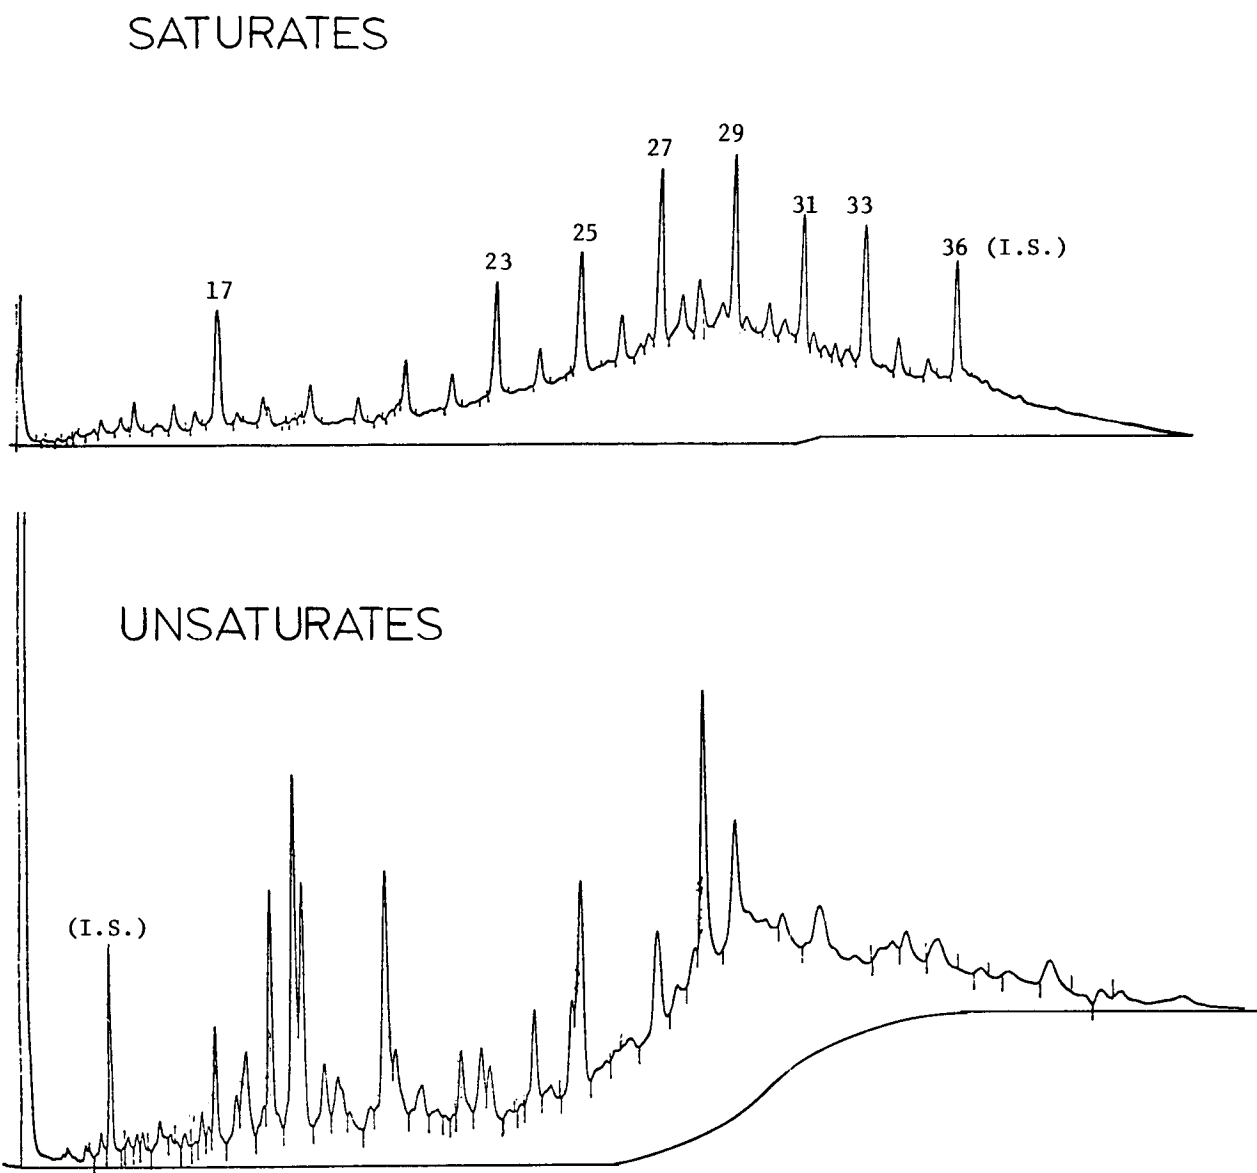 SATURATES
17
23
25
27
29
31
33
36 (I.S.)
UNSATURATES
(I.S.)